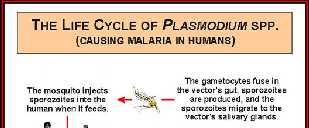 THE LIFE CYCLE OF PLASMODIUM SPP.
(CAUSING MALARIA IN HUMANS)
The mosquito injects
sporozoites into the
human when it feeds.
The gametocytes fuse in
the vector's gut, sporozoites
are produced, and the
sporozoites migrate to the
vector's salivary glands.